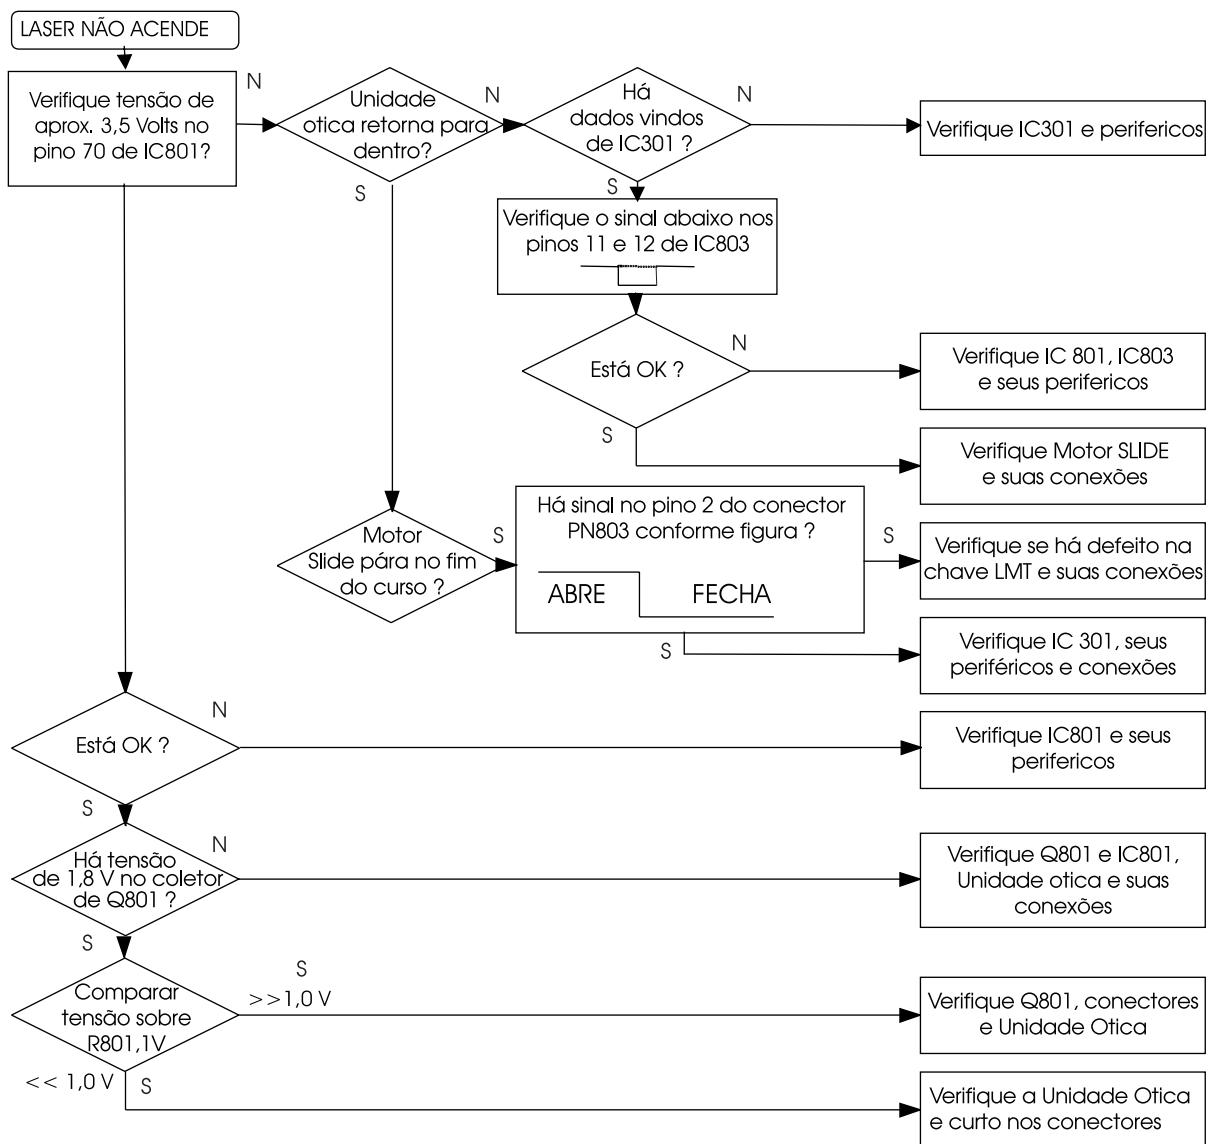 LASER NÃO ACENDE
Verifique tensão de
aprox. 3,5 Volts no
pino 70 de IC801?
N
Unidade
otica retorna para
dentro?
N
Há
dados vindos
de IC301 ?
N
Verifique IC301 e perifericos
S
S
Verifique o sinal abaixo nos
pinos 11 e 12 de IC803
Está OK ?
N
Verifique IC 801, IC803
e seus perifericos
S
Verifique Motor SLIDE
e suas conexões
Motor
Slide pára no fim
do curso ?
S
Há sinal no pino 2 do conector
PN803 conforme figura ?
ABRE
FECHA
S
Verifique se há defeito na
chave LMT e suas conexões
S
Verifique IC 301, seus
periféricos e conexões
Está OK ?
N
Verifique IC801 e seus
perifericos
S
Há tensão
de 1,8 V no coletor
de Q801 ?
N
Verifique Q801 e IC801,
Unidade otica e suas
conexões
S
Comparar
tensão sobre
R801,1V
S
>>1,0 V
Verifique Q801, conectores
e Unidade Otica
<< 1,0 V
S
Verifique a Unidade Otica
e curto nos conectores